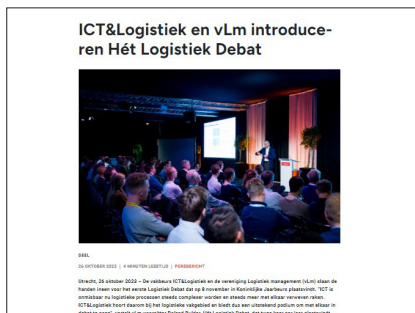 ICT&Logistiek en vLm introduce-
ren Hét Logistiek Debat
DEEL
26 OKTOBER 2023 | 4 MINUTEN LEESTIJD | PERSBERICHT
Utrecht, 26 oktober 2023 – De vakbeurs ICT&Logistiek en de vereniging Logistiek management (vLm) slaan de
handen ineen voor het eerste Logistiek Debat dat op 8 november in Koninklijke Jaarbeurs plaatsvindt. "ICT is
onmisbaar nu logistieke processen steeds complexer worden en steeds meer met elkaar verweven raken.
ICT&Logistiek hoort daarom bij het logistieke vakgebied en biedt dus een uitstekend podium om met elkaar in